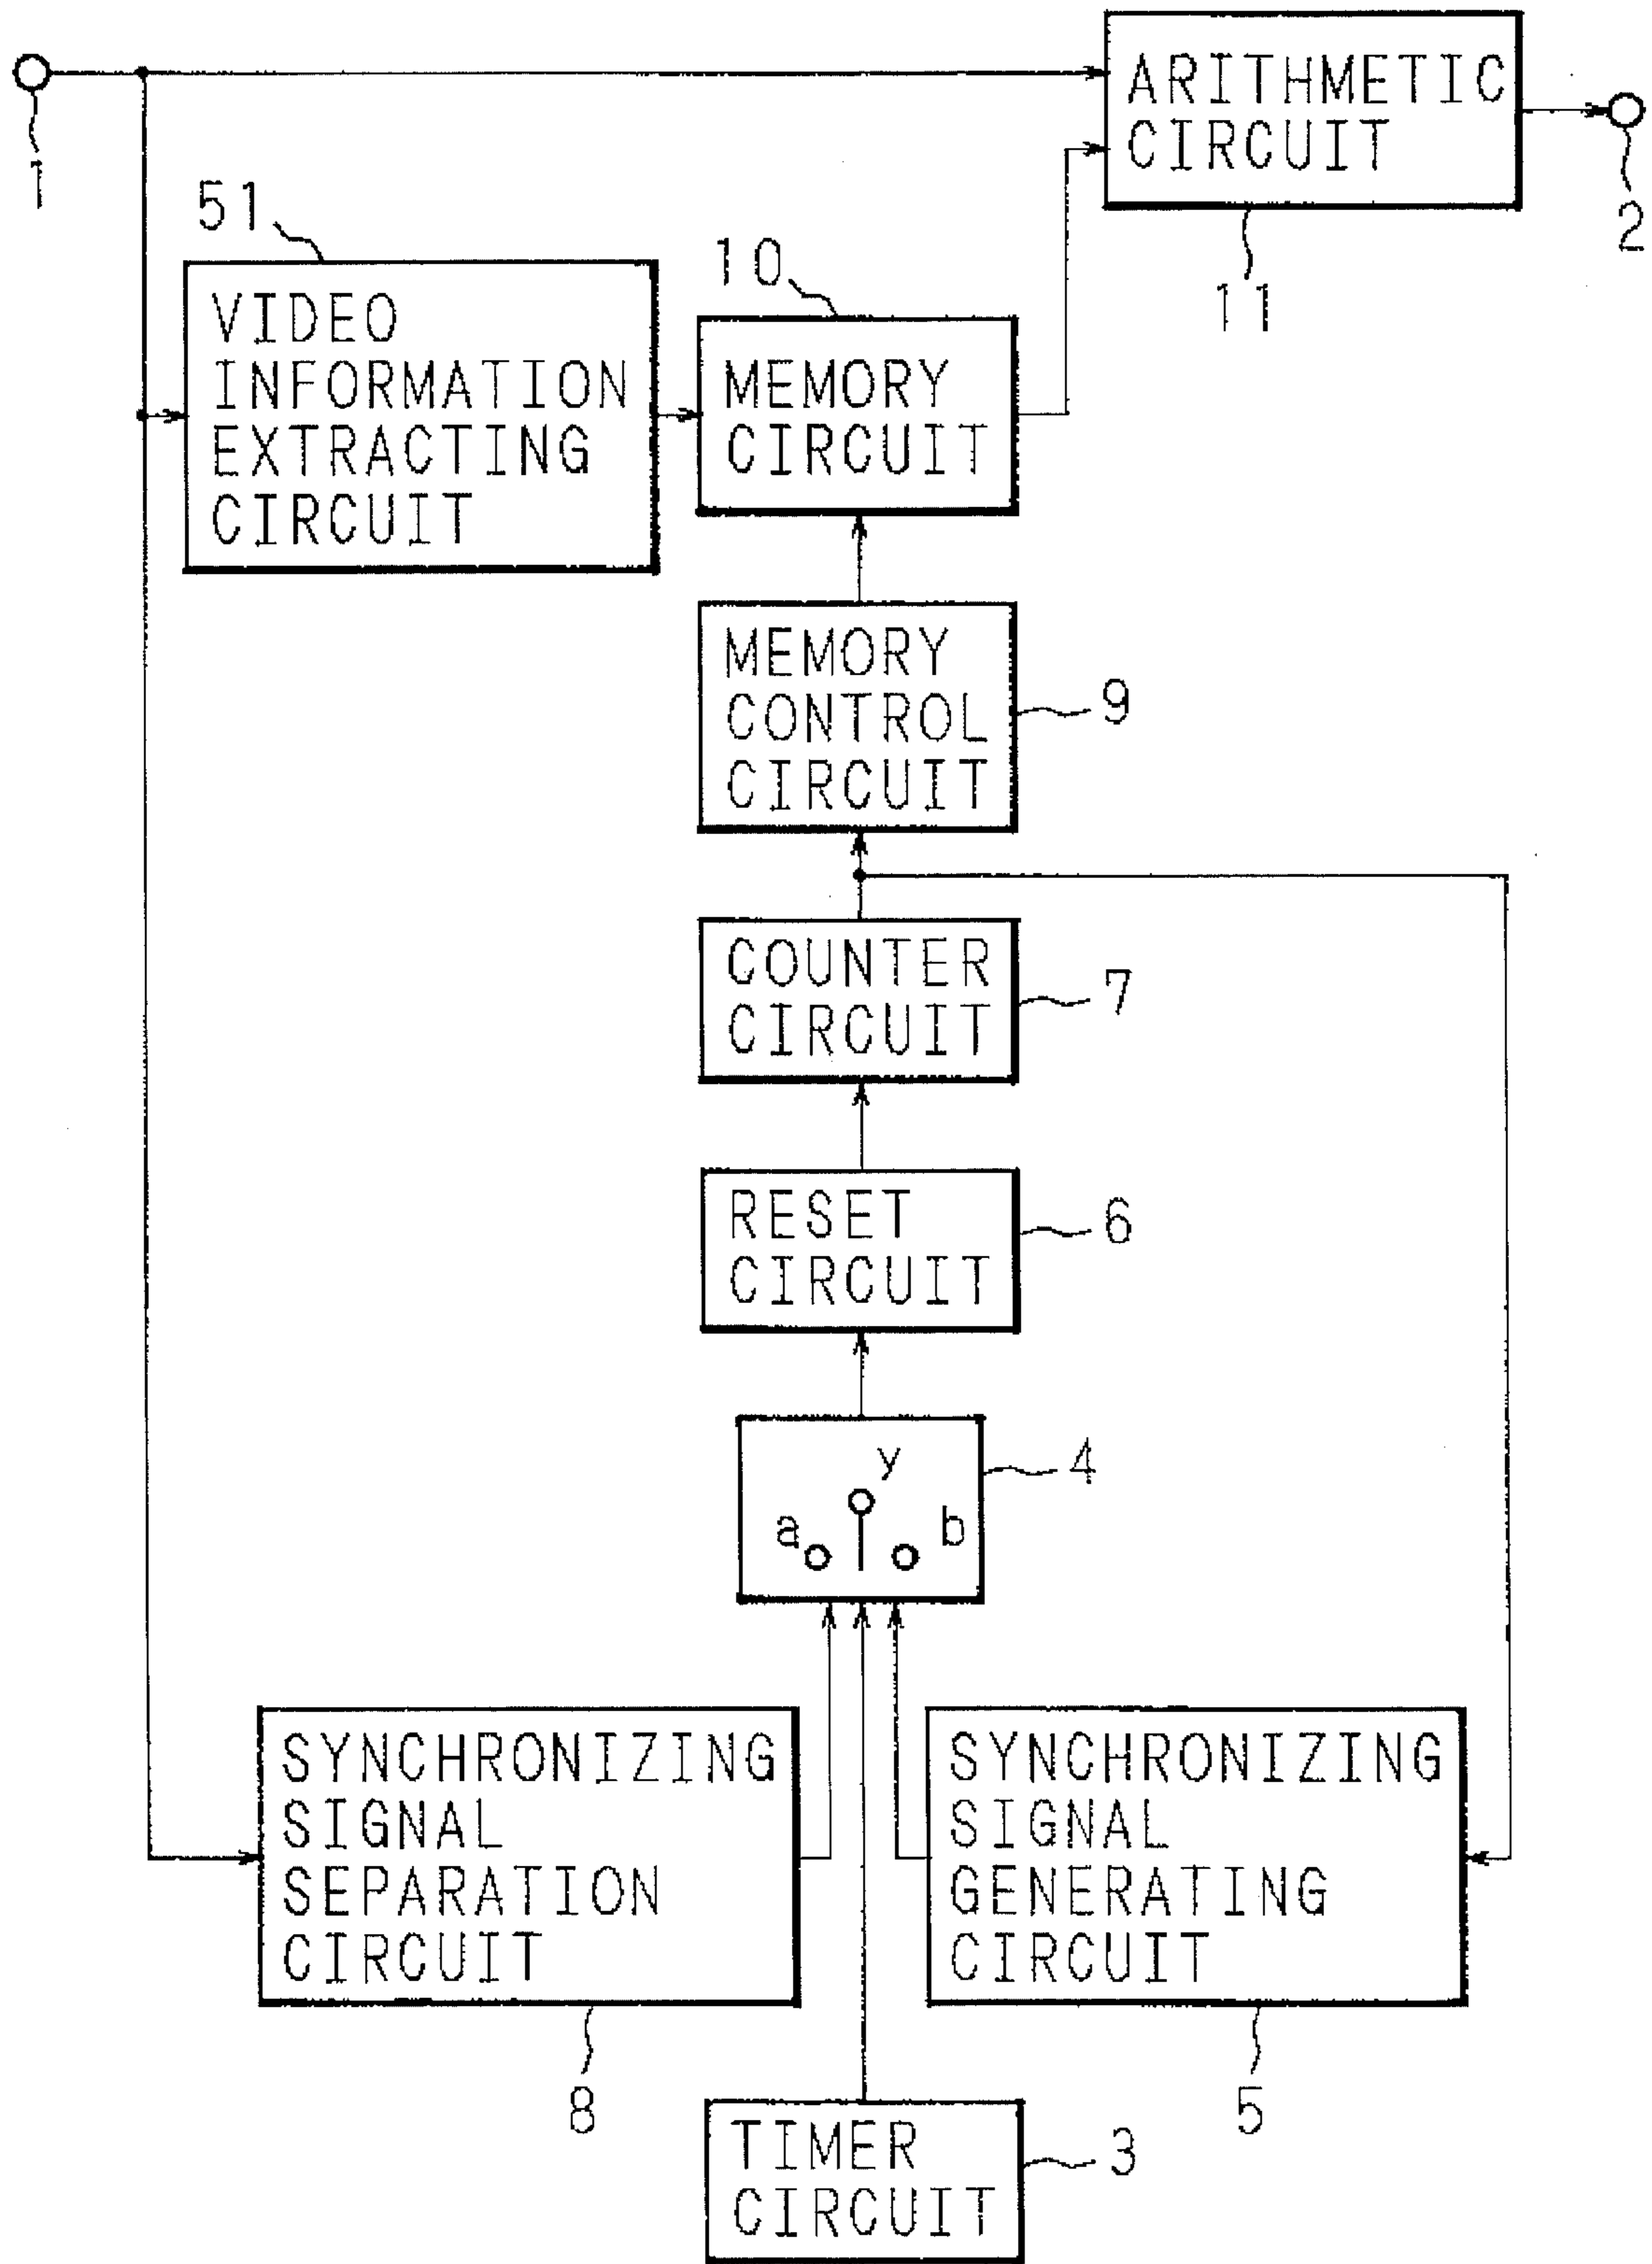 1
ARITHMETIC
CIRCUIT
2
11
51
VIDEO
INFORMATION
EXTRACTING
CIRCUIT
10
MEMORY
CIRCUIT
MEMORY
CONTROL
CIRCUIT
9
COUNTER
CIRCUIT
7
RESET
CIRCUIT
6
y
a
b
4
SYNCHRONIZING
SIGNAL
SEPARATION
CIRCUIT
8
SYNCHRONIZING
SIGNAL
GENERATING
CIRCUIT
5
TIMER
CIRCUIT
3